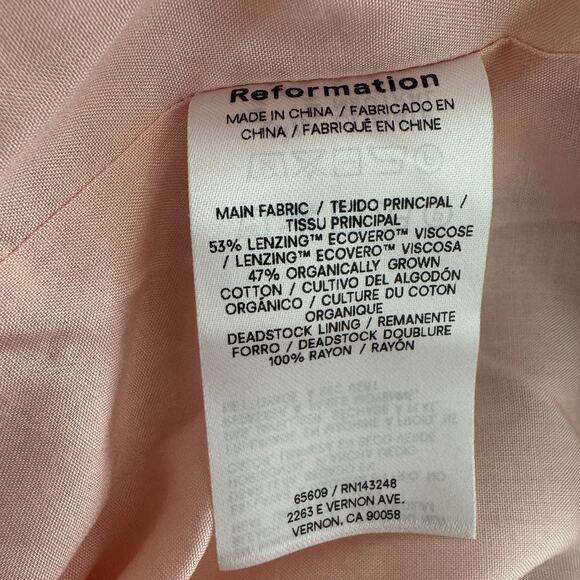 Reformation
MADE IN CHINA / FABRICADO EN
CHINA / FABRIQUÉ EN CHINE
MAIN FABRIC / TEJIDO PRINCIPAL /
TISSU PRINCIPAL
53% LENZING™ ECOVERO™ VISCOSE
/ LENZING™ ECOVERO™ VISCOSA
47% ORGANICALLY GROWN
COTTON / CULTIVO DEL ALGODÓN
ORGÁNICO / CULTURE DU COTON
ORGANIQUE
DEADSTOCK LINING / REMANENTE
FORRO / DEADSTOCK DOUBLURE
100% RAYON / RAYÓN
65609 / RN143248
2263 E VERNON AVE.
VERNON, CA 90058